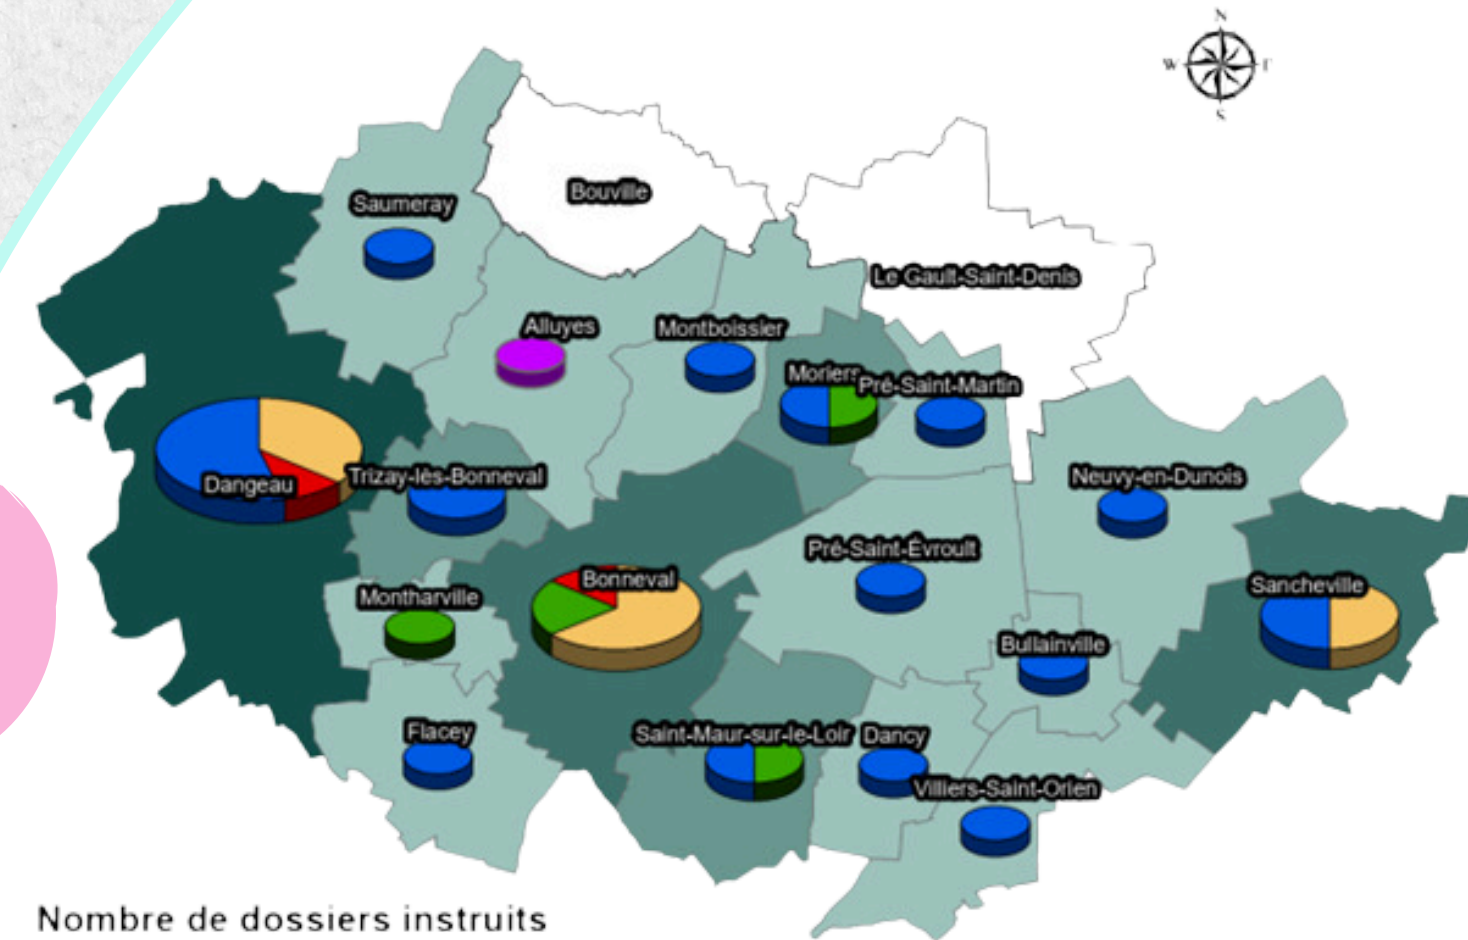 N
W
S
Saumeray
Bouville
Le Gault-Saint-Denis
Alluyes
Montboissier
Moriers
Pré-Saint-Martin
Dangeau
Trizay-lès-Bonneval
Neuvy-en-Dunois
Pré-Saint-Évroult
Bonneval
Sancheville
Montharville
Bullainville
Flacey
Saint-Maur-sur-le-Loir
Dancy
Villiers-Saint-Orien
Nombre de dossiers instruits